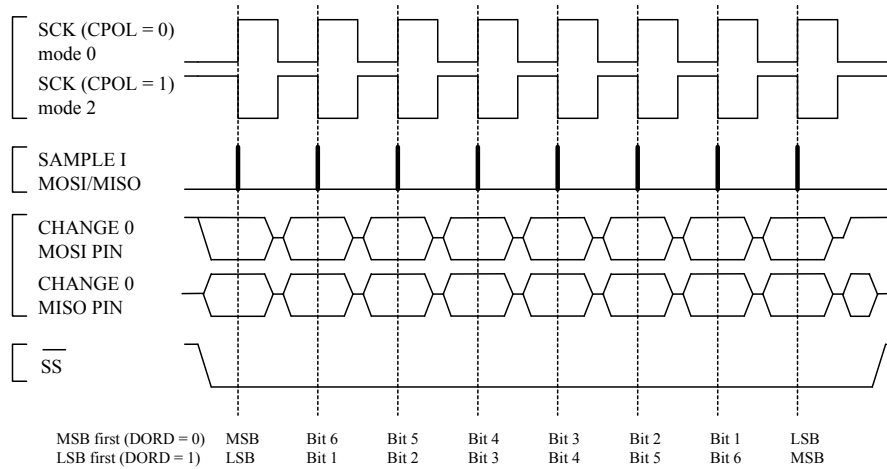 SCK (CPOL = 0)
mode 0
SCK (CPOL = 1)
mode 2
SAMPLE I
MOSI/MISO
CHANGE 0
MOSI PIN
CHANGE 0
MISO PIN
SS
MSB first (DORD = 0) MSB Bit 6 Bit 5 Bit 4 Bit 3 Bit 2 Bit 1 LSB
LSB first (DORD = 1) LSB Bit 1 Bit 2 Bit 3 Bit 4 Bit 5 Bit 6 MSB